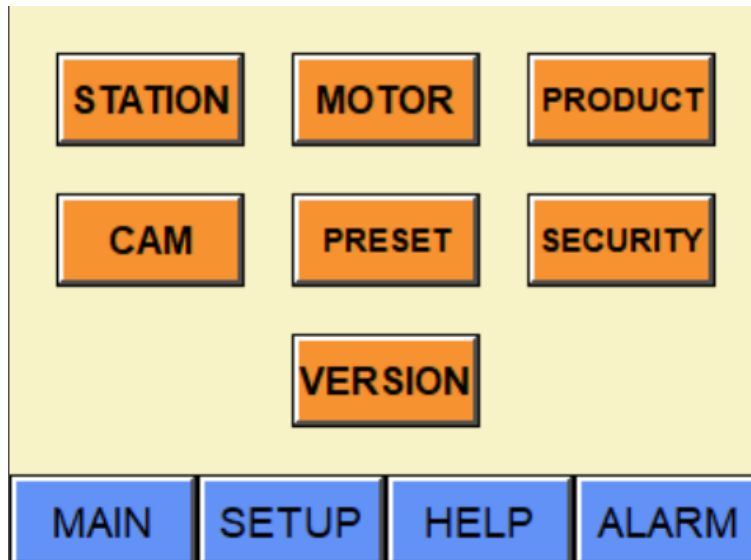 STATION MOTOR PRODUCT
CAM PRESET SECURITY
VERSION
MAIN SETUP HELP ALARM